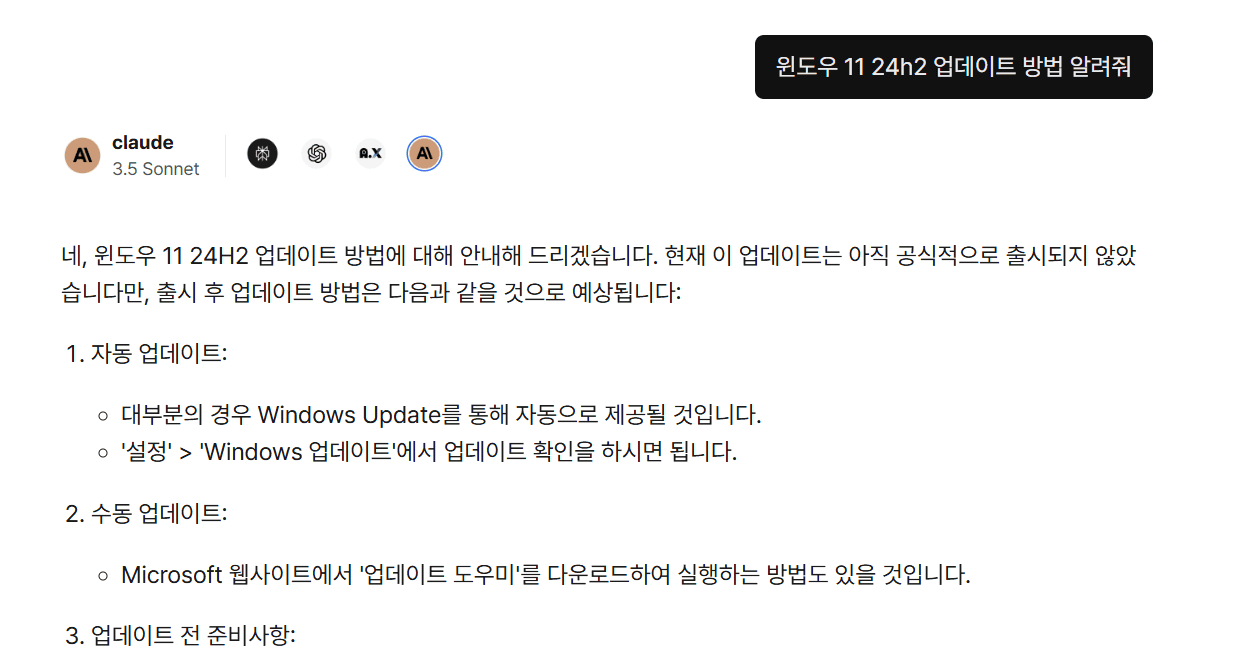 윈도우 11 24h2 업데이트 방법 알려줘
claude
3.5 Sonnet
A.X
네, 윈도우 11 24H2 업데이트 방법에 대해 안내해 드리겠습니다. 현재 이 업데이트는 아직 공식적으로 출시되지 않았
습니다만, 출시 후 업데이트 방법은 다음과 같을 것으로 예상됩니다:
1. 자동 업데이트:
○ 대부분의 경우 Windows Update를 통해 자동으로 제공될 것입니다.
○ '설정' > 'Windows 업데이트'에서 업데이트 확인을 하시면 됩니다.
2. 수동 업데이트:
○ Microsoft 웹사이트에서 '업데이트 도우미'를 다운로드하여 실행하는 방법도 있을 것입니다.
3. 업데이트 전 준비사항: